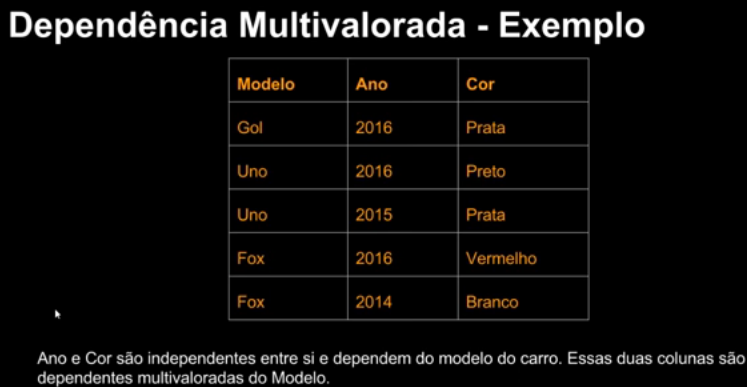 Dependência Multivalorada - Exemplo
Modelo Ano Cor
Gol 2016 Prata
Uno 2016 Preto
Uno 2015 Prata
Fox 2016 Vermelho
Fox 2014 Branco
Ano e Cor são independentes entre si e dependem do modelo do carro. Essas duas colunas são
dependentes multivaloradas do Modelo.